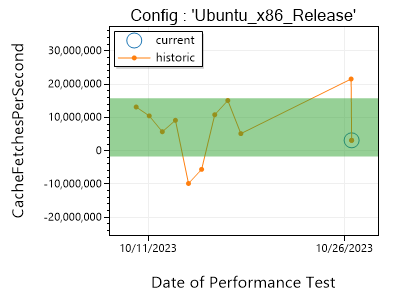 Config : 'Ubuntu_x86_Release'
current
historic
CacheFetchesPerSecond
30,000,000
20,000,000
10,000,000
0
-10,000,000
-20,000,000
10/11/2023
10/26/2023
Date of Performance Test